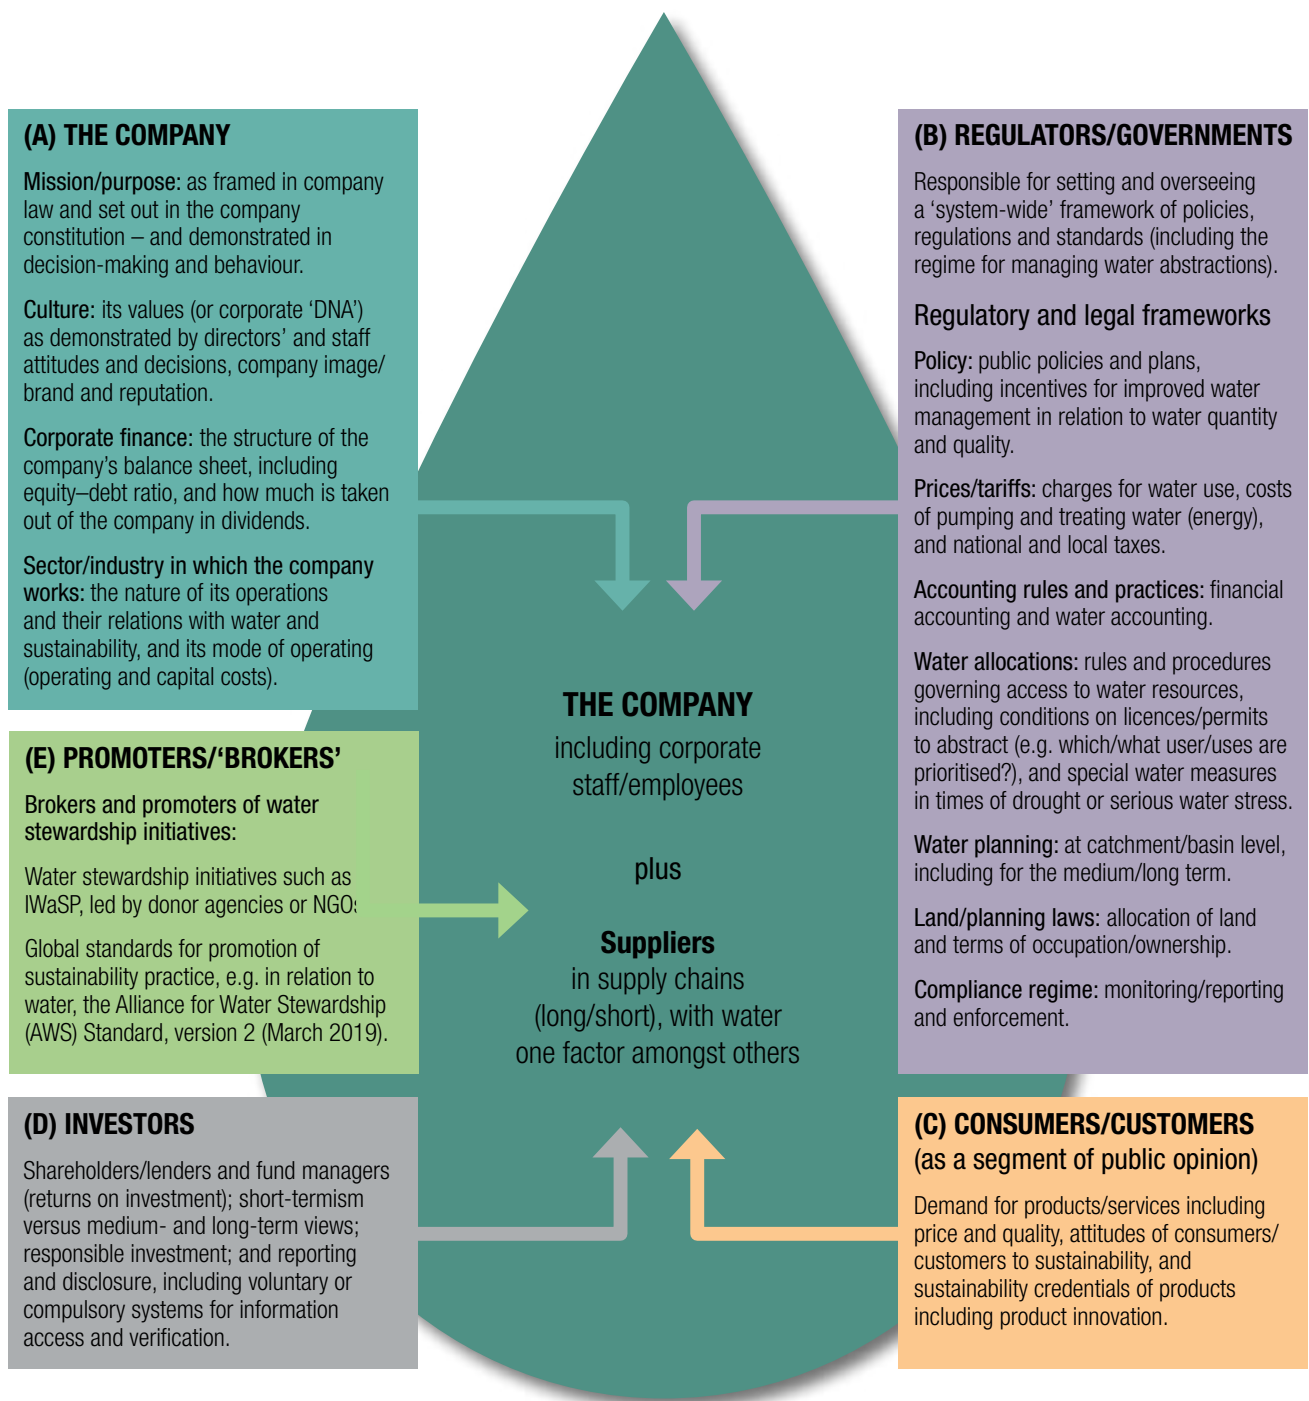 (A) THE COMPANY
Mission/purpose: as framed in company
law and set out in the company
constitution – and demonstrated in
decision-making and behaviour.
Culture: its values (or corporate ‘DNA’)
as demonstrated by directors’ and staff
attitudes and decisions, company image/
brand and reputation.
Corporate finance: the structure of the
company’s balance sheet, including
equity–debt ratio, and how much is taken
out of the company in dividends.
Sector/industry in which the company
works: the nature of its operations
and their relations with water and
sustainability, and its mode of operating
(operating and capital costs).
(B) REGULATORS/GOVERNMENTS
Responsible for setting and overseeing
a ‘system-wide’ framework of policies,
regulations and standards (including the
regime for managing water abstractions).
Regulatory and legal frameworks
Policy: public policies and plans,
including incentives for improved water
management in relation to water quantity
and quality.
Prices/tariffs: charges for water use, costs
of pumping and treating water (energy),
and national and local taxes.
Accounting rules and practices: financial
accounting and water accounting.
Water allocations: rules and procedures
governing access to water resources,
including conditions on licences/permits
to abstract (e.g. which/what user/uses are
prioritised?), and special water measures
in times of drought or serious water stress.
Water planning: at catchment/basin level,
including for the medium/long term.
Land/planning laws: allocation of land
and terms of occupation/ownership.
Compliance regime: monitoring/reporting
and enforcement.
THE COMPANY
including corporate
staff/employees
plus
Suppliers
in supply chains
(long/short), with water
one factor amongst others
(E) PROMOTERS/‘BROKERS’
Brokers and promoters of water
stewardship initiatives:
Water stewardship initiatives such as
IWaSP, led by donor agencies or NGOs
Global standards for promotion of
sustainability practice, e.g. in relation to
water, the Alliance for Water Stewardship
(AWS) Standard, version 2 (March 2019).
(D) INVESTORS
Shareholders/lenders and fund managers
(returns on investment); short-termism
versus medium- and long-term views;
responsible investment; and reporting
and disclosure, including voluntary or
compulsory systems for information
access and verification.
(C) CONSUMERS/CUSTOMERS
(as a segment of public opinion)
Demand for products/services including
price and quality, attitudes of consumers/
customers to sustainability, and
sustainability credentials of products
including product innovation.